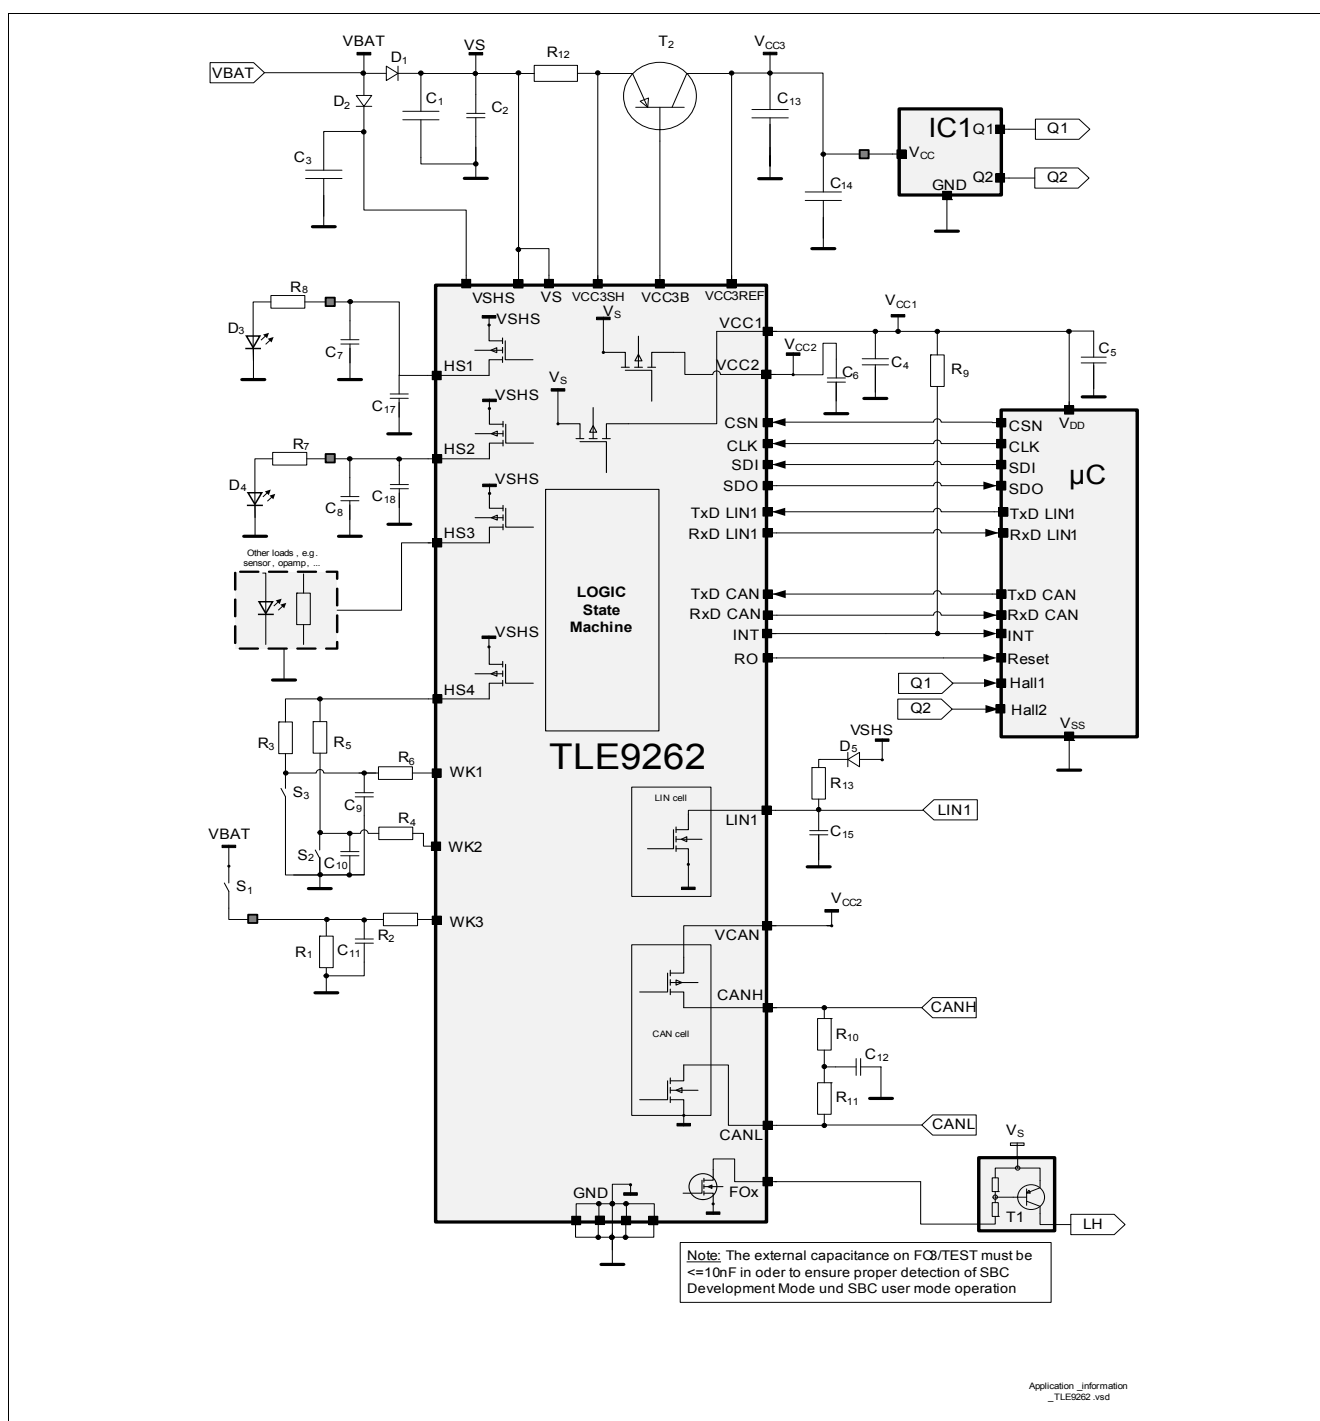 VBAT
VBAT
D1
VS
R12
T2
VCC3
D2
C1
C2
C13
C3
C14
IC1
Q1
Q1
VCC
Q2
Q2
GND
VSHS
VS
VCC3SH
VCC3B
VCC3REF
R8
D3
C7
HS1
C17
VSHS
VS
VCC1
VCC1
VCC2
VCC2
C6
C4
R9
C5
VS
VSHS
R7
HS2
D4
C8
C18
VSHS
HS3
CSN
CLK
SDI
SDO
TxD LIN1
RxD LIN1
TxD CAN
RxD CAN
INT
RO
VDD
CSN
CLK
SDI
SDO
µC
TxD LIN1
RxD LIN1
TxD CAN
RxD CAN
INT
Reset
Hall1
Hall2
VSS
Q1
Q2
Other loads , e.g.
sensor , opamp, ...
LOGIC
State
Machine
VSHS
HS4
R3
R5
R6
WK1
S3
C9
R4
VBAT
S2
C10
WK2
S1
WK3
R1
C11
R2
TLE9262
VSHS
D5
R13
LIN cell
LIN1
LIN1
C15
VCC2
VCAN
CANH
CANH
CAN cell
R10
C12
R11
CANL
CANL
VS
GND
FOx
T1
LH
Note: The external capacitance on FO3/TEST must be
<=10nF in oder to ensure proper detection of SBC
Development Mode und SBC user mode operation
Application _information
_TLE9262 .vsd